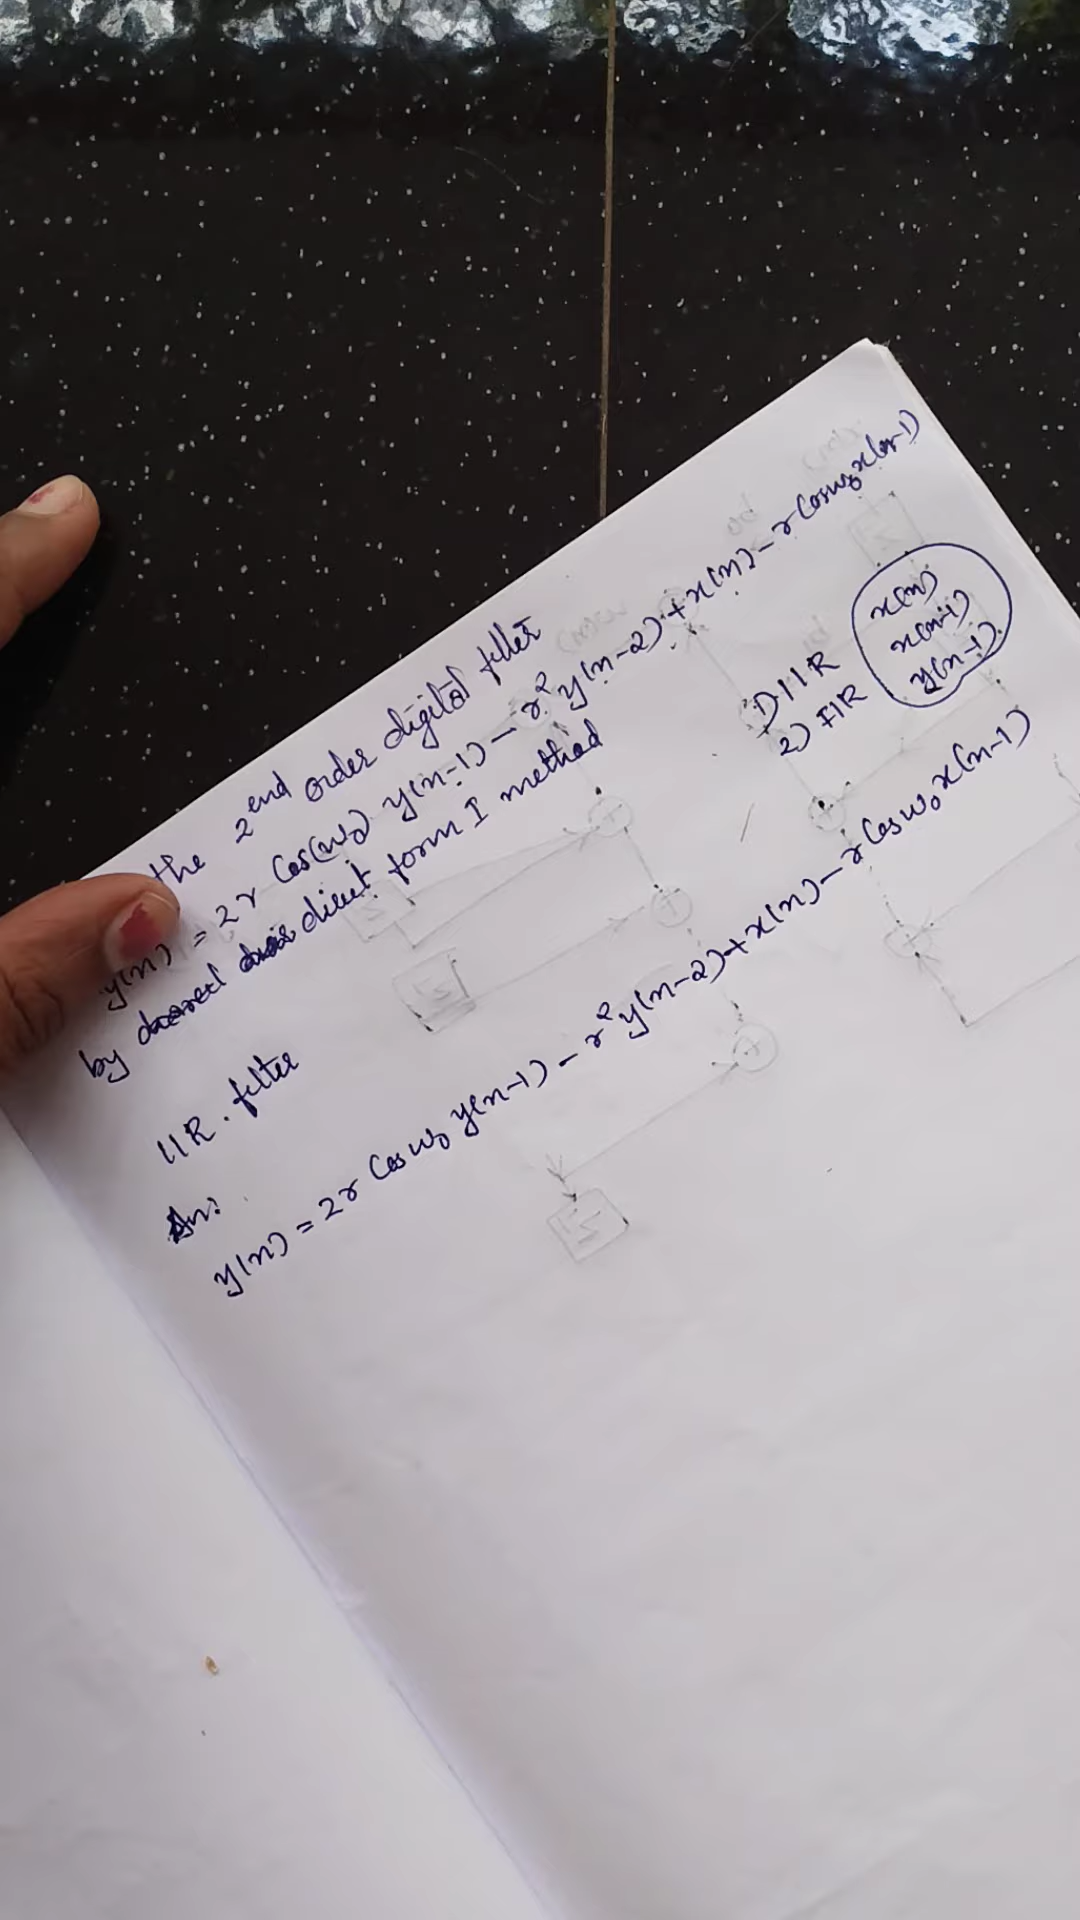 the 2end order digital filter
y(n) = 2r Cos(w₀) y(n-1) - r² y(n-2) + x(n) - r Cosw₀ x(n-1)
by direct form I method
1) IIR
2) FIR
x(n)
x(n-1)
y(n-1)
IIR. filter
Ans:
y(n) = 2r Cos w₀ y(n-1) - r² y(n-2) + x(n) - r Cos w₀ x(n-1)